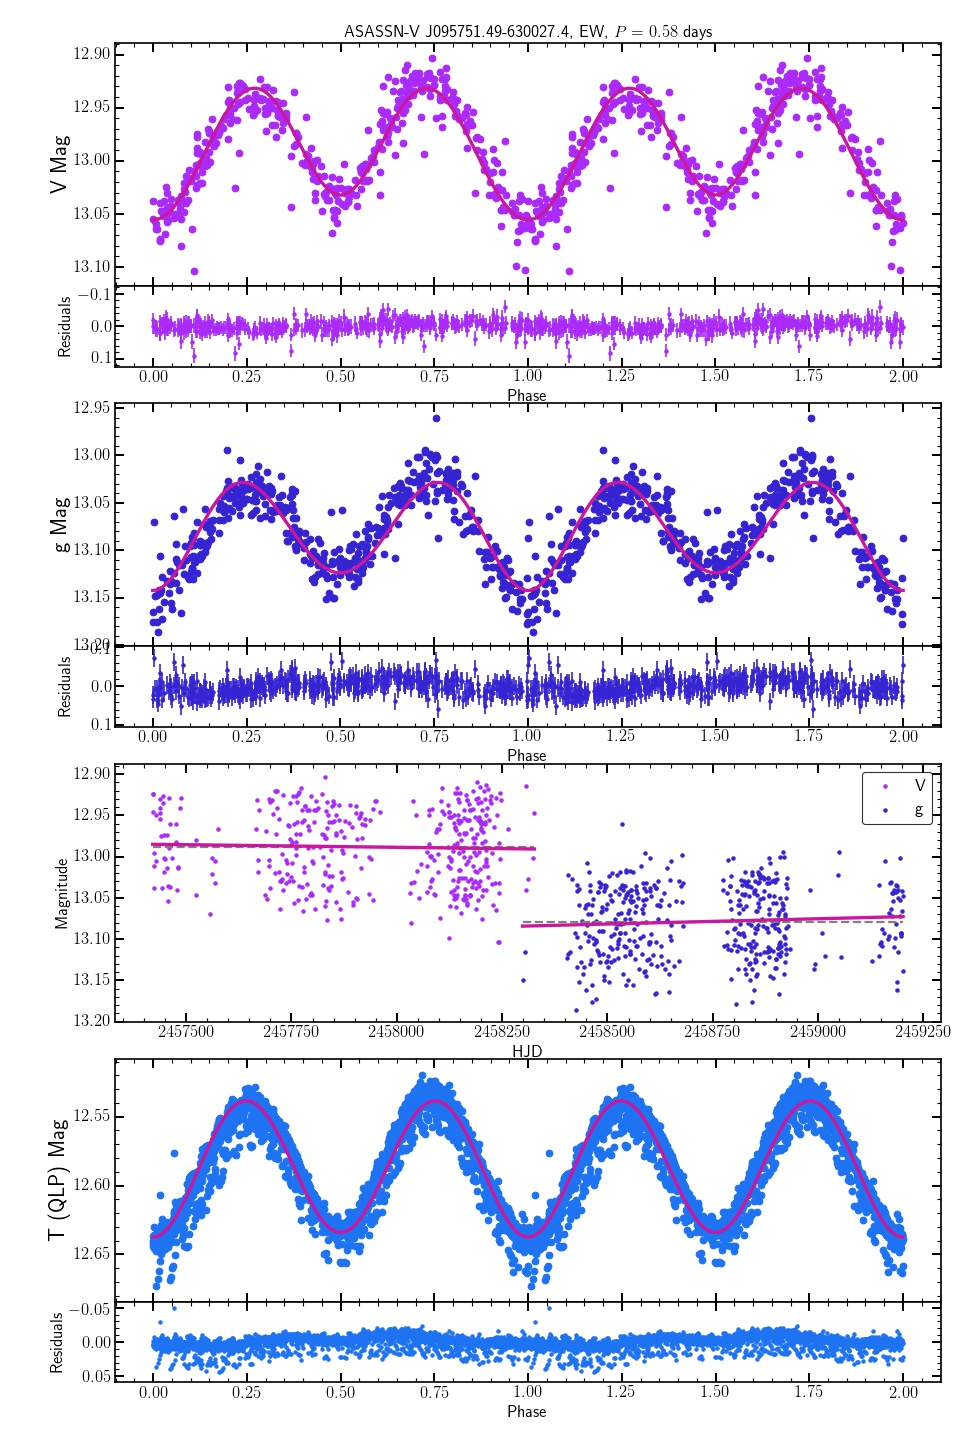 ASASSN-V J095751.49-630027.4, EW, P = 0.58 days
12.90
12.95
13.00
13.05
13.10
V Mag
−0.1
0.0
0.1
Residuals
0.00 0.25 0.50 0.75 1.00 1.25 1.50 1.75 2.00
Phase
12.95
13.00
13.05
13.10
13.15
13.20
g Mag
0.1
0.0
0.1
Residuals
0.00 0.25 0.50 0.75 1.00 1.25 1.50 1.75 2.00
Phase
12.90
12.95
13.00
13.05
13.10
13.15
13.20
Magnitude
V
g
2457500 2457750 2458000 2458250 2458500 2458750 2459000 2459250
HJD
12.55
12.60
12.65
T (QLP) Mag
−0.05
0.00
0.05
Residuals
0.00 0.25 0.50 0.75 1.00 1.25 1.50 1.75 2.00
Phase